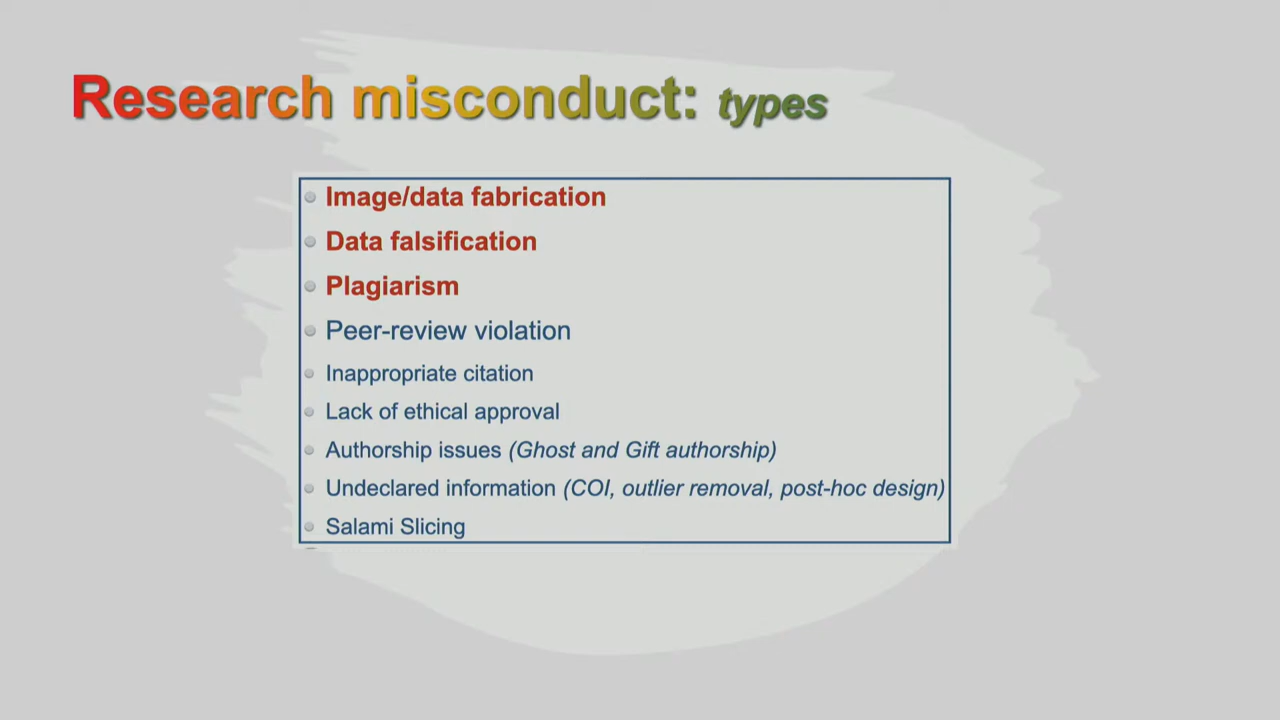 Research misconduct: types
Image/data fabrication
Data falsification
Plagiarism
Peer-review violation
Inappropriate citation
Lack of ethical approval
Authorship issues (Ghost and Gift authorship)
Undeclared information (COI, outlier removal, post-hoc design)
Salami Slicing